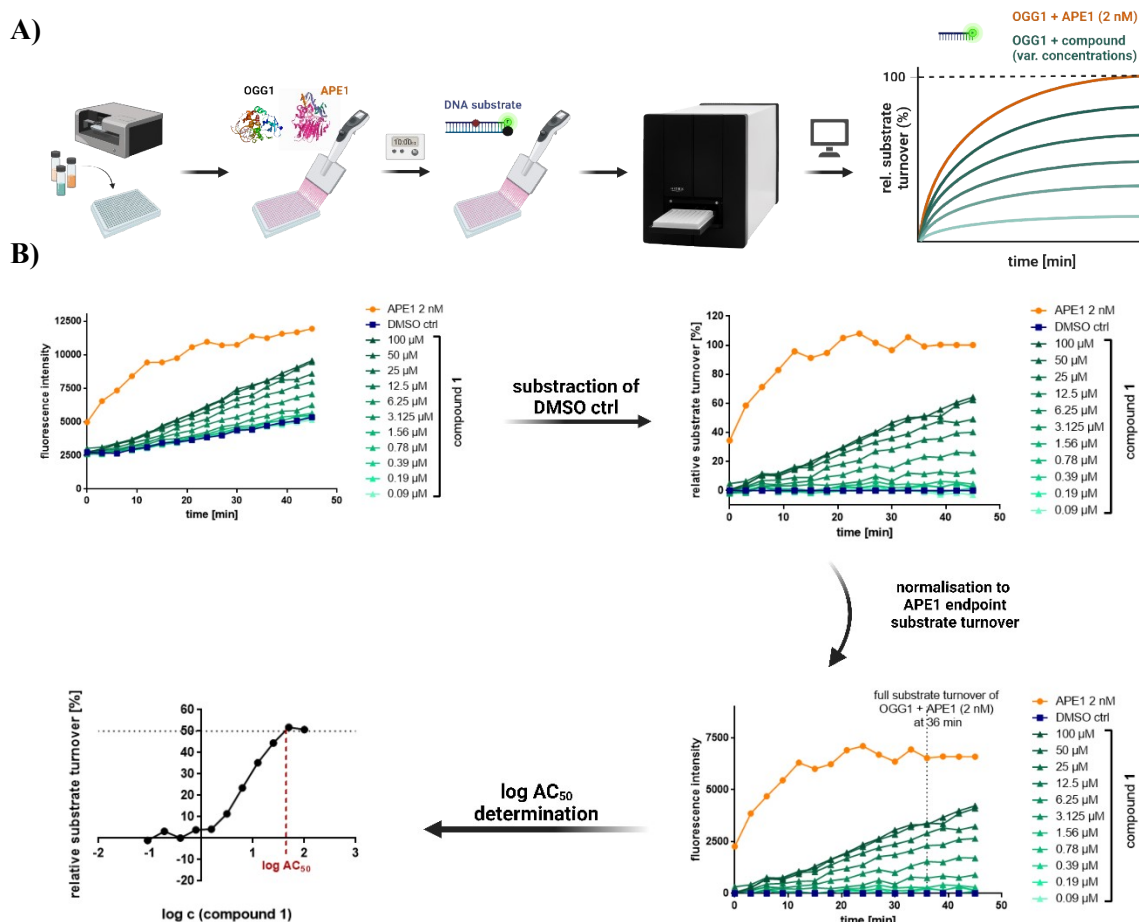 A)
OGG1
APE1
DNA substrate
10:00
OGG1 + APE1 (2 nM)
OGG1 + compound
(var. concentrations)
100
rel. substrate
turnover (%)
time [min]
B)
12500
10000
7500
5000
2500
0
fluorescence intensity
0 10 20 30 40 50
time [min]
APE1 2 nM
DMSO ctrl
100 µM
50 µM
25 µM
12.5 µM
6.25 µM
3.125 µM
1.56 µM
0.78 µM
0.39 µM
0.19 µM
0.09 µM
compound 1
substraction of
DMSO ctrl
120
100
80
60
40
20
0
relative substrate turnover [%]
0 10 20 30 40 50
time [min]
APE1 2 nM
DMSO ctrl
100 µM
50 µM
25 µM
12.5 µM
6.25 µM
3.125 µM
1.56 µM
0.78 µM
0.39 µM
0.19 µM
0.09 µM
compound 1
normalisation to
APE1 endpoint
substrate turnover
full substrate turnover of
OGG1 + APE1 (2 nM)
at 36 min
7500
5000
2500
0
fluorescence intensity
0 10 20 30 40 50
time [min]
APE1 2 nM
DMSO ctrl
100 µM
50 µM
25 µM
12.5 µM
6.25 µM
3.125 µM
1.56 µM
0.78 µM
0.39 µM
0.19 µM
0.09 µM
compound 1
log AC₅₀
determination
60
50
40
30
20
10
-10
-20
relative substrate turnover [%]
-2 -1 1 2 3
log AC₅₀
log c (compound 1)